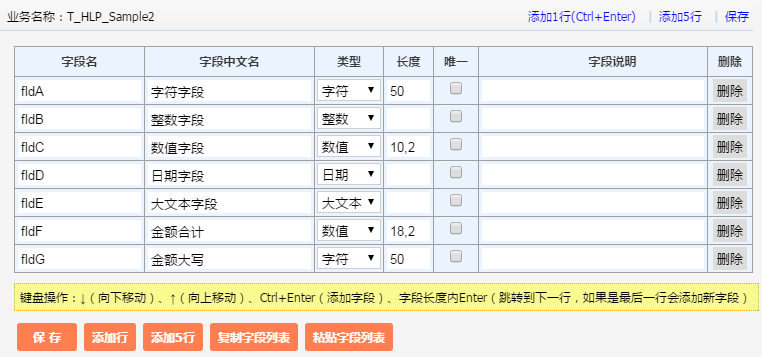 业务名称：T_HLP_Sample2 添加1行(Ctrl+Enter) | 添加5行 | 保存
字段名 字段中文名 类型 长度 唯一 字段说明 删除
fldA 字符字段 字符 50 删除
fldB 整数字段 整数 删除
fldC 数值字段 数值 10,2 删除
fldD 日期字段 日期 删除
fldE 大文本字段 大文本 删除
fldF 金额合计 数值 18,2 删除
fldG 金额大写 字符 50 删除
键盘操作：↓（向下移动）、↑（向上移动）、Ctrl+Enter（添加字段）、字段长度内Enter（跳转到下一行，如果是最后一行会添加新字段）
保 存 添加行 添加5行 复制字段列表 粘贴字段列表